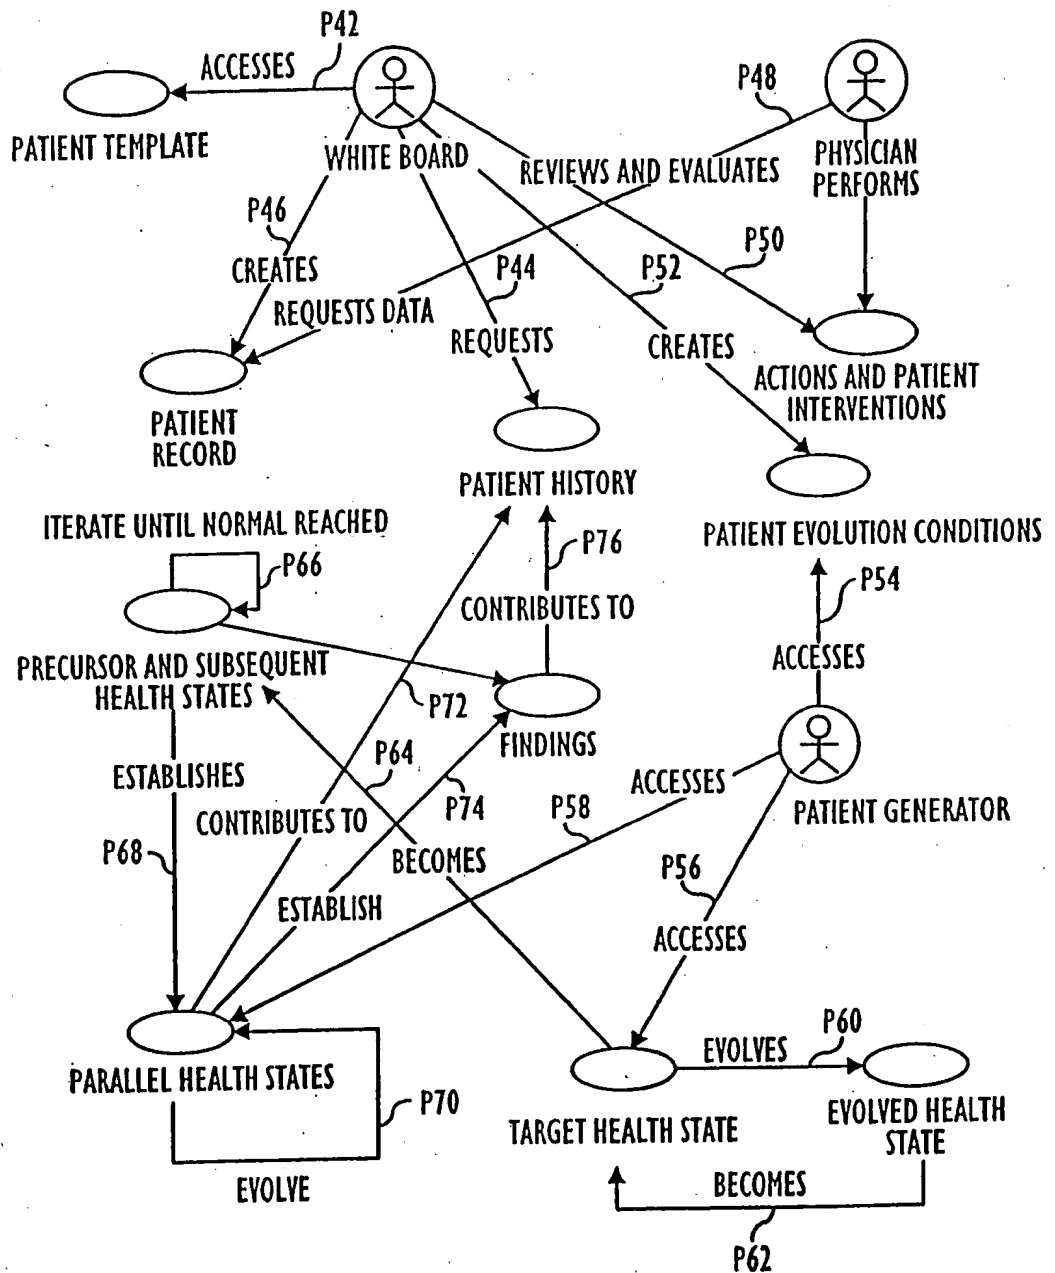 P42
ACCESSES
P48
PATIENT TEMPLATE
WHITE BOARD
REVIEWS AND EVALUATES
PHYSICIAN
PERFORMS
P46
P50
CREATES
P44
P52
REQUESTS DATA
REQUESTS
CREATES
ACTIONS AND PATIENT
INTERVENTIONS
PATIENT
RECORD
PATIENT HISTORY
ITERATE UNTIL NORMAL REACHED
PATIENT EVOLUTION CONDITIONS
P66
P76
P54
CONTRIBUTES TO
PRECURSOR AND SUBSEQUENT
HEALTH STATES
ACCESSES
P72
FINDINGS
P64
ESTABLISHES
ACCESSES
P74
P58
PATIENT GENERATOR
CONTRIBUTES TO
P68
BECOMES
P56
ESTABLISH
ACCESSES
P60
EVOLVES
PARALLEL HEALTH STATES
P70
TARGET HEALTH STATE
EVOLVED HEALTH
STATE
EVOLVE
BECOMES
P62